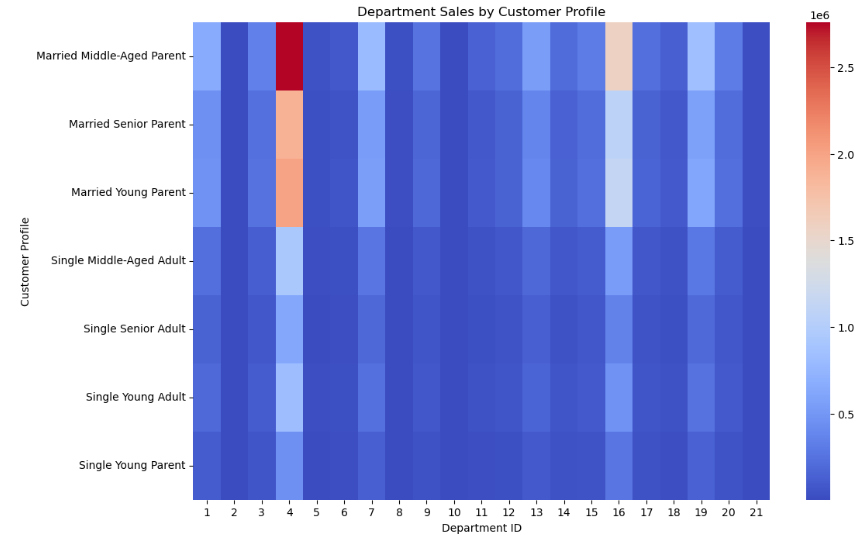 Department Sales by Customer Profile
1e6
Married Middle-Aged Parent
Married Senior Parent
Married Young Parent
Single Middle-Aged Adult
Single Senior Adult
Single Young Adult
Single Young Parent
Customer Profile
1 2 3 4 5 6 7 8 9 10 11 12 13 14 15 16 17 18 19 20 21
Department ID
2.5
2.0
1.5
1.0
0.5